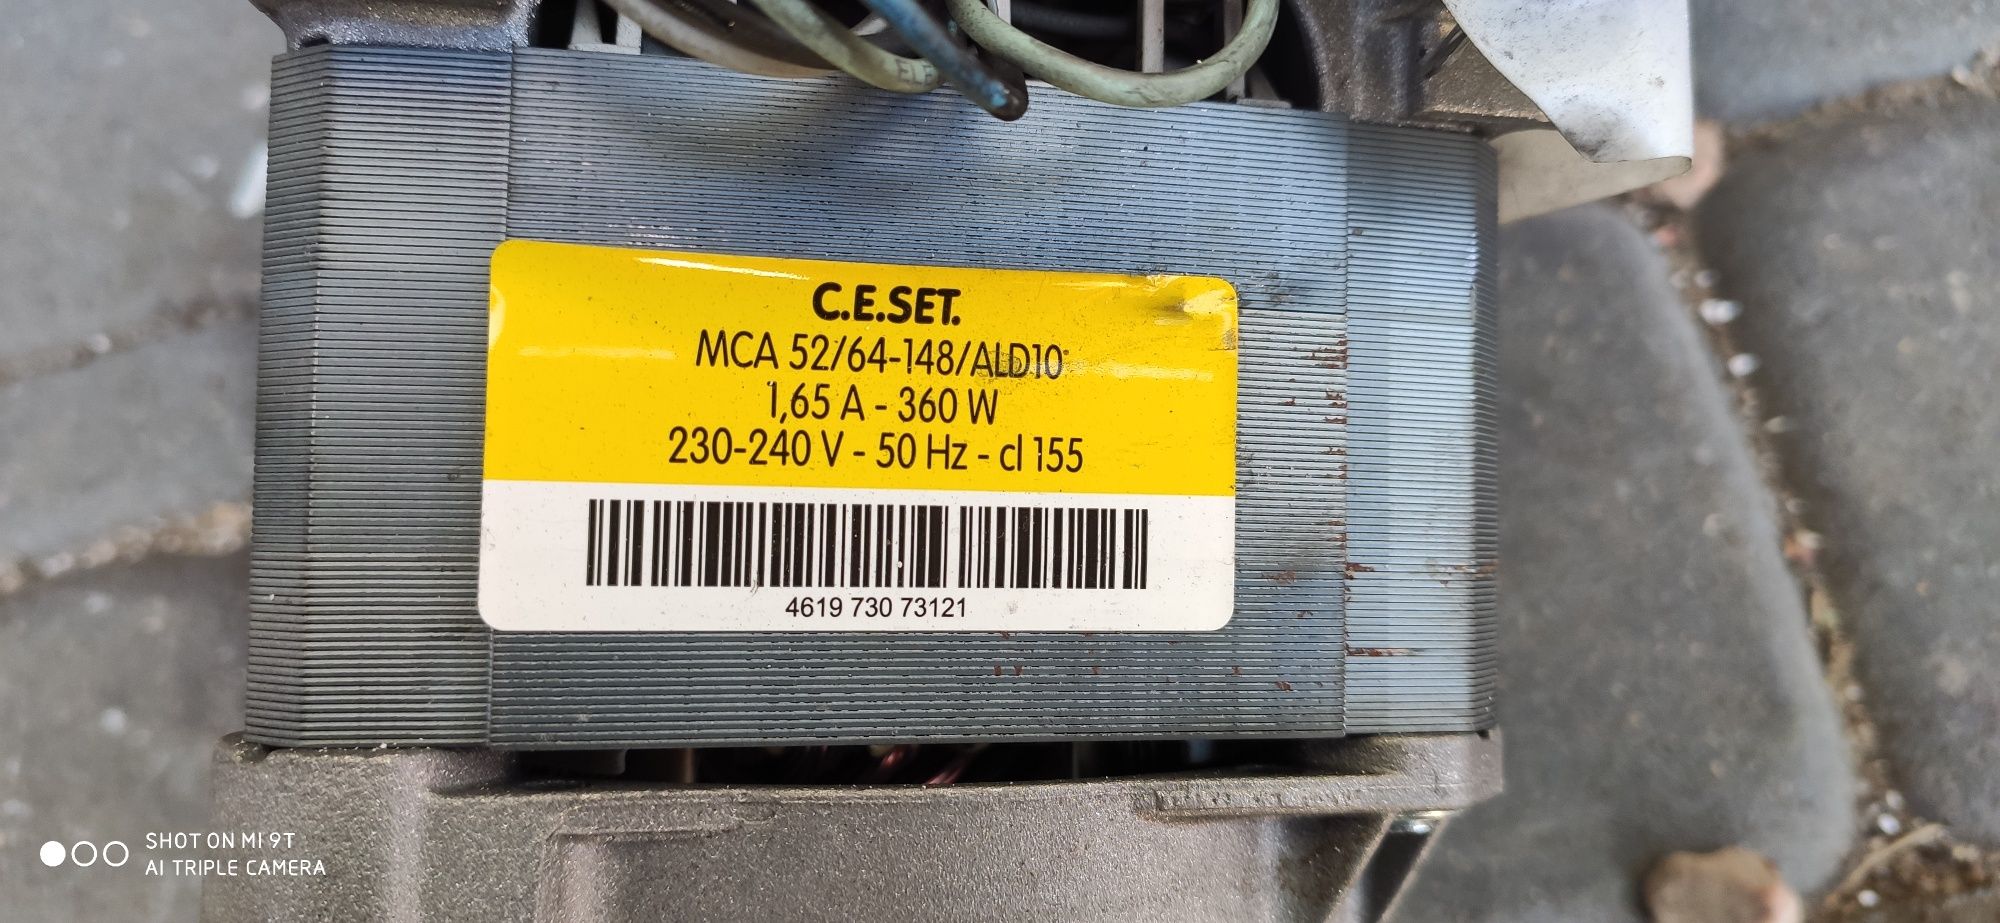 C.E.SET.
MCA 52/64-148/ALD10
1,65 A - 360 W
230-240 V - 50 Hz - cl 155
4619 730 73121
SHOT ON MI 9T
AI TRIPLE CAMERA